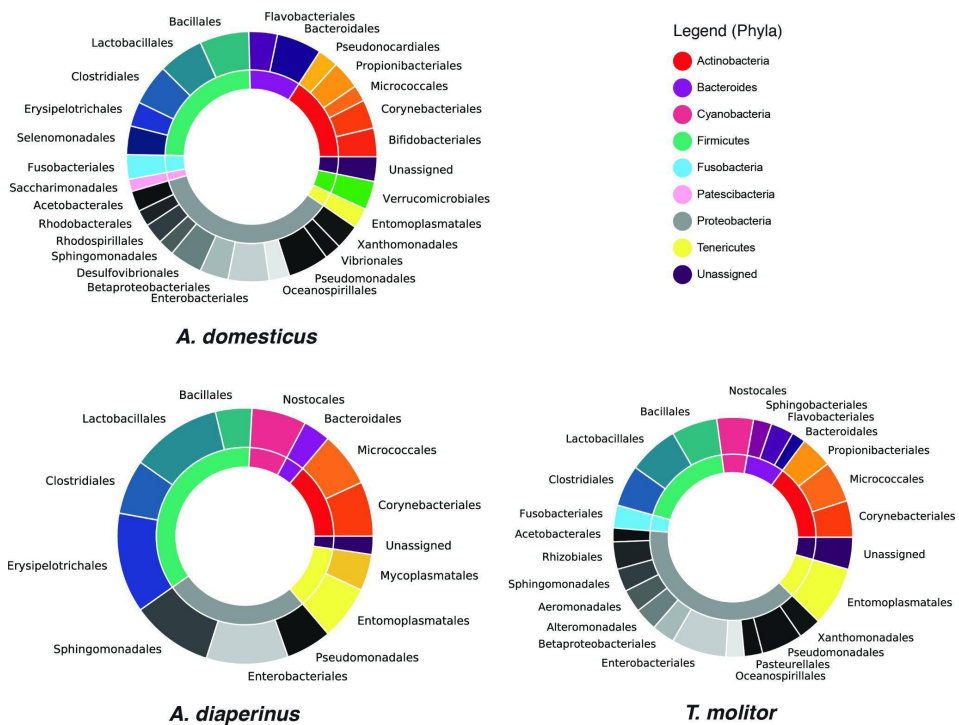 Legend (Phyla)
Actinobacteria
Bacteroides
Cyanobacteria
Firmicutes
Fusobacteria
Patescibacteria
Proteobacteria
Tenericutes
Unassigned
Flavobacteriales
Bacteroidales
Pseudonocardiales
Propionibacteriales
Micrococcales
Corynebacteriales
Bifidobacteriales
Unassigned
Verrucomicrobiales
Entomoplasmatales
Xanthomonadales
Vibrionales
Pseudomonadales
Oceanospirillales
Enterobacteriales
Betaproteobacteriales
Desulfovibrionales
Sphingomonadales
Rhodospirillales
Rhodobacterales
Acetobacterales
Saccharimonadales
Fusobacteriales
Selenomonadales
Erysipelotrichales
Clostridiales
Lactobacillales
Bacillales
A. domesticus
Nostocales
Bacteroidales
Micrococcales
Corynebacteriales
Unassigned
Mycoplasmatales
Entomoplasmatales
Pseudomonadales
Enterobacteriales
Sphingomonadales
Erysipelotrichales
Clostridiales
Lactobacillales
Bacillales
A. diaperinus
Nostocales
Sphingobacteriales
Flavobacteriales
Bacteroidales
Propionibacteriales
Micrococcales
Corynebacteriales
Unassigned
Entomoplasmatales
Xanthomonadales
Pseudomonadales
Pasteurellales
Oceanospirillales
Enterobacteriales
Betaproteobacteriales
Alteromonadales
Aeromonadales
Sphingomonadales
Rhizobiales
Acetobacterales
Fusobacteriales
Clostridiales
Lactobacillales
Bacillales
T. molitor